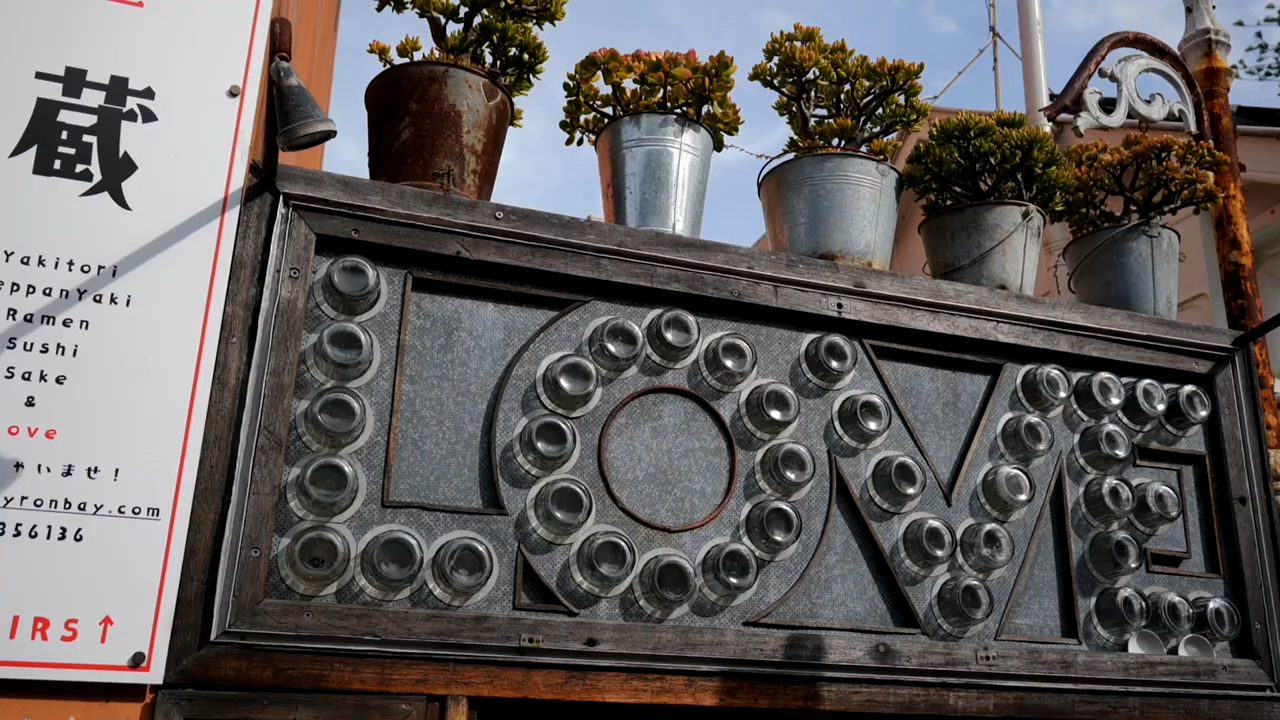 蔵
Yakitori
eppanYaki
Ramen
Sushi
Sake
&
ove
やいませ!
yronbay.com
356136
IRS ↑
LOVE